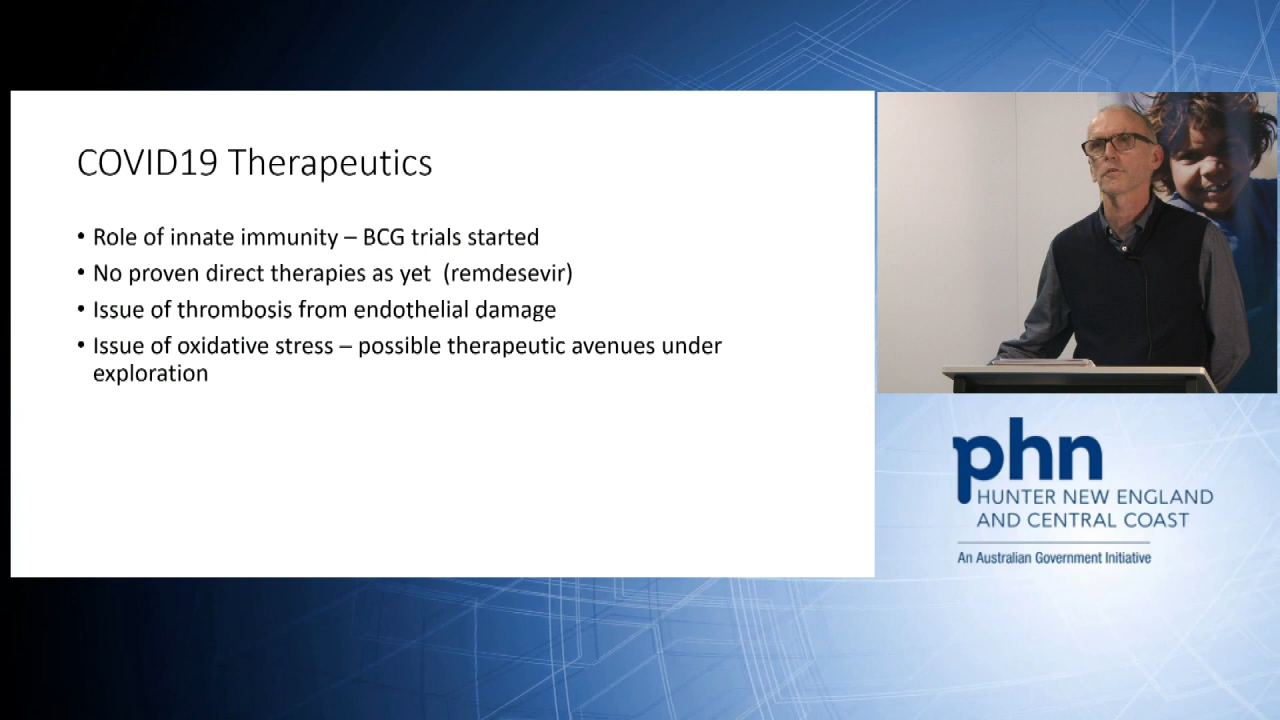 COVID19 Therapeutics
• Role of innate immunity – BCG trials started
• No proven direct therapies as yet  (remdesevir)
• Issue of thrombosis from endothelial damage
• Issue of oxidative stress – possible therapeutic avenues under
exploration
phn
HUNTER NEW ENGLAND
AND CENTRAL COAST
An Australian Government Initiative